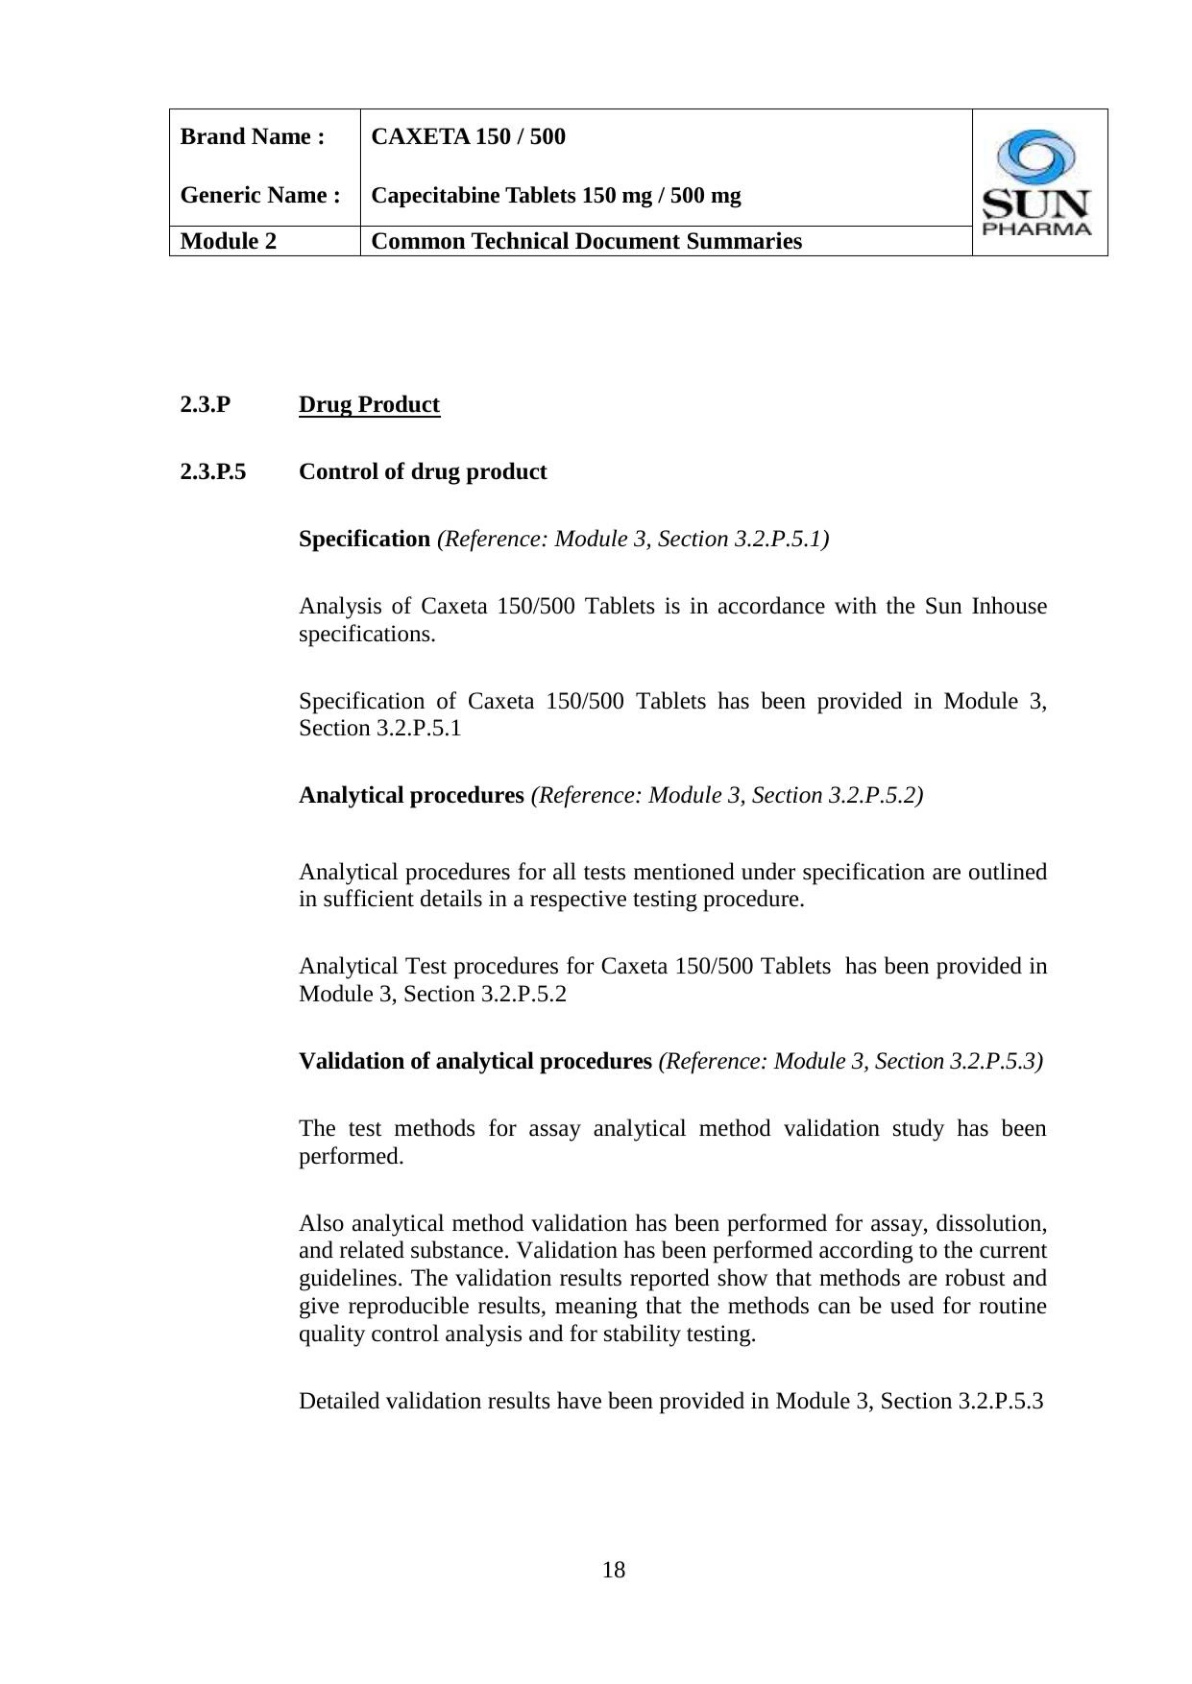 Brand Name : CAXETA 150 / 500
Generic Name : Capecitabine Tablets 150 mg / 500 mg
SUN
PHARMA
Module 2 Common Technical Document Summaries
2.3.P Drug Product
2.3.P.5 Control of drug product
Specification (Reference: Module 3, Section 3.2.P.5.1)
Analysis of Caxeta 150/500 Tablets is in accordance with the Sun Inhouse
specifications.
Specification of Caxeta 150/500 Tablets has been provided in Module 3,
Section 3.2.P.5.1
Analytical procedures (Reference: Module 3, Section 3.2.P.5.2)
Analytical procedures for all tests mentioned under specification are outlined
in sufficient details in a respective testing procedure.
Analytical Test procedures for Caxeta 150/500 Tablets has been provided in
Module 3, Section 3.2.P.5.2
Validation of analytical procedures (Reference: Module 3, Section 3.2.P.5.3)
The test methods for assay analytical method validation study has been
performed.
Also analytical method validation has been performed for assay, dissolution,
and related substance. Validation has been performed according to the current
guidelines. The validation results reported show that methods are robust and
give reproducible results, meaning that the methods can be used for routine
quality control analysis and for stability testing.
Detailed validation results have been provided in Module 3, Section 3.2.P.5.3
18